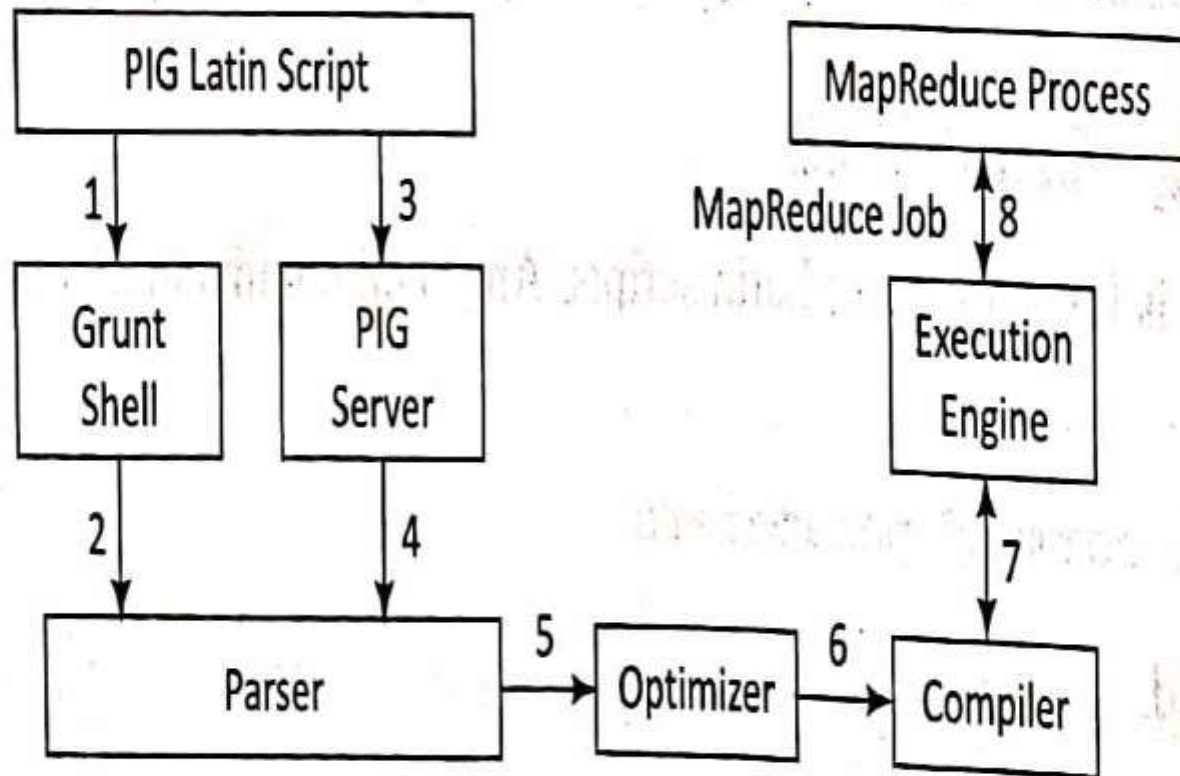 PIG Latin Script
MapReduce Process
1
3
MapReduce Job
8
Grunt
Shell
PIG
Server
Execution
Engine
2
4
7
Parser
5
Optimizer
6
Compiler